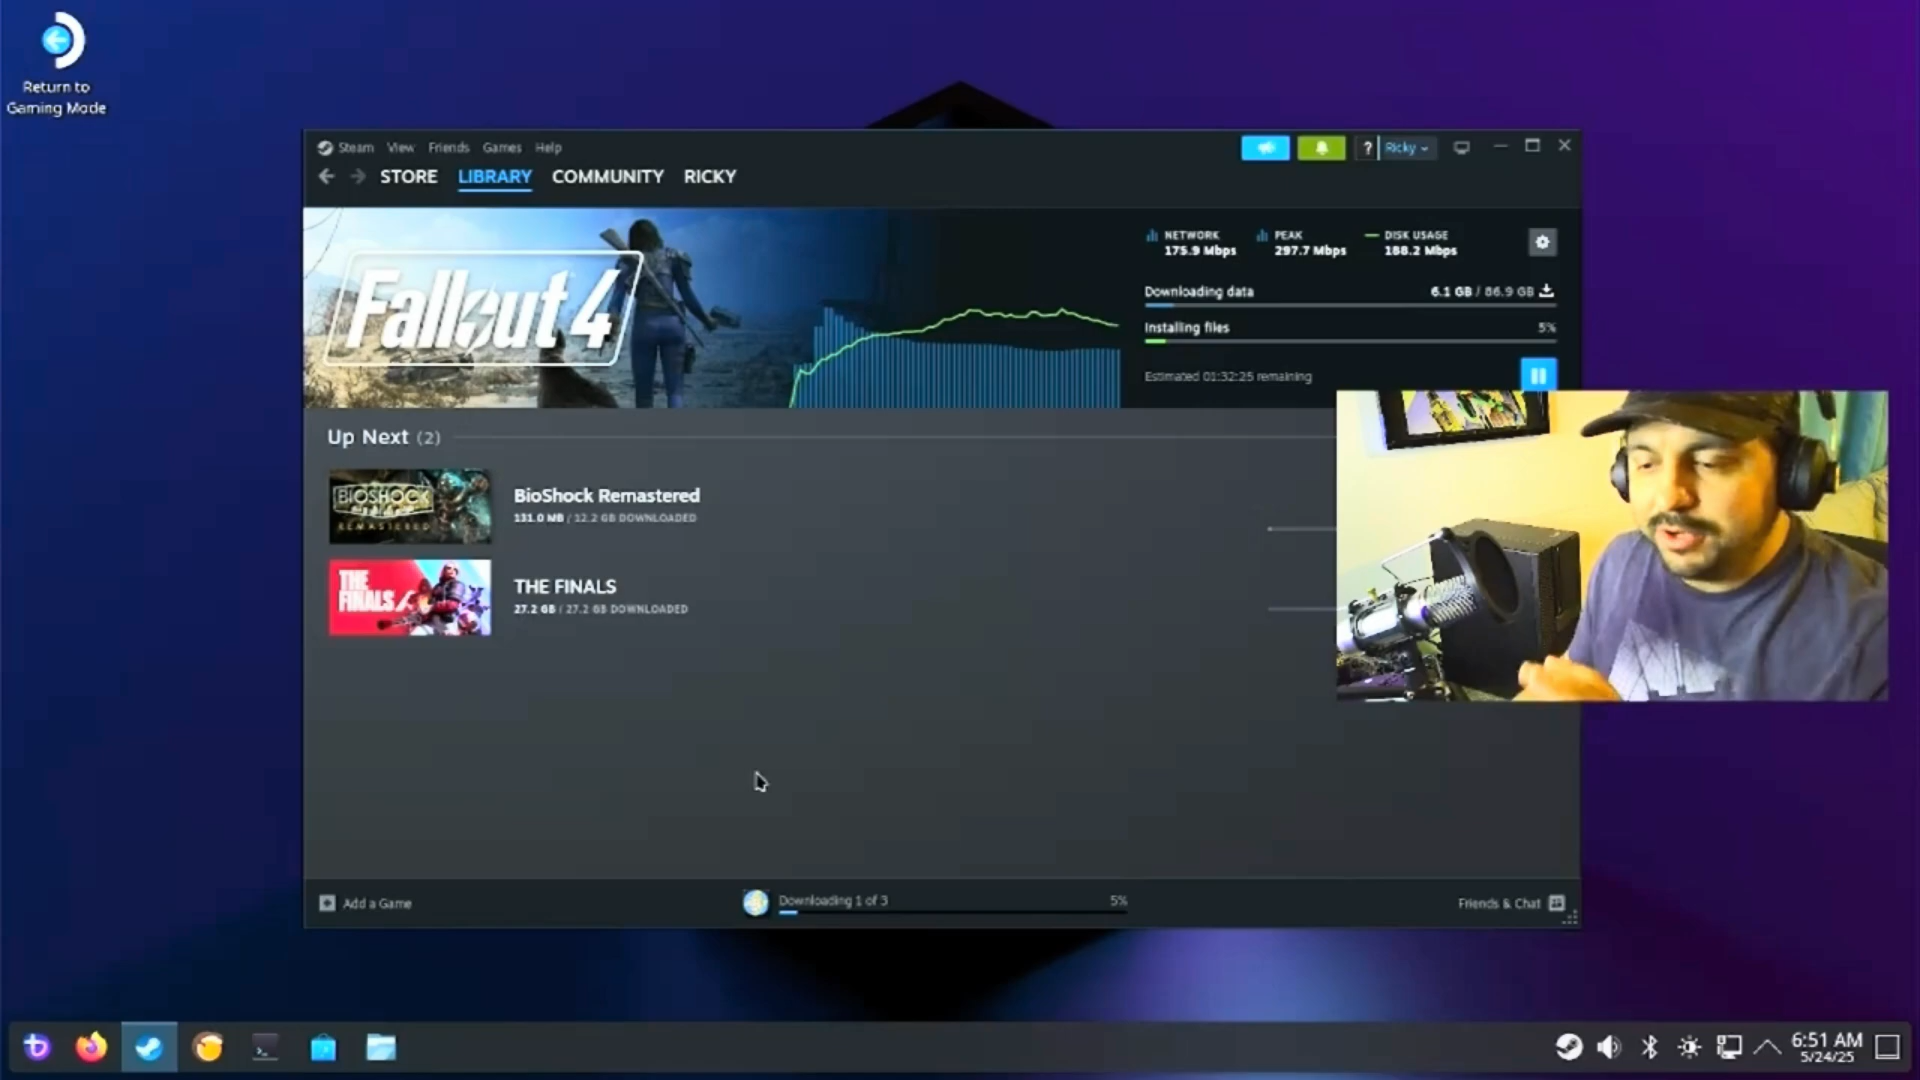 Return to
Gaming Mode
Steam View Friends Games Help
? Ricky
STORE LIBRARY COMMUNITY RICKY
Fallout 4
NETWORK
175.9 Mbps
PEAK
297.7 Mbps
DISK USAGE
188.2 Mbps
Downloading data 6.1 GB / 86.9 GB
Installing files 5%
Estimated 01:32:25 remaining
Up Next (2)
BIOSHOCK
REMASTERED
BioShock Remastered
131.0 MB / 12.2 GB DOWNLOADED
THE
FINALS
THE FINALS
27.2 GB / 27.2 GB DOWNLOADED
Add a Game
Downloading 1 of 3 5%
Friends & Chat
6:51 AM
5/24/25